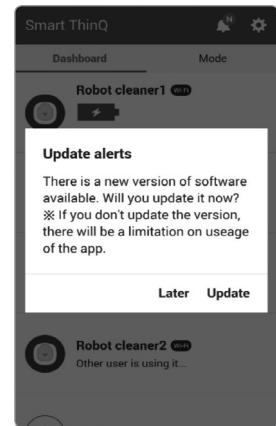 Smart ThinQ
N
Dashboard
Mode
Robot cleaner1 Wi-Fi
Update alerts
There is a new version of software
available. Will you update it now?
※ If you don't update the version,
there will be a limitation on useage
of the app.
Later
Update
Robot cleaner2 Wi-Fi
Other user is using it...